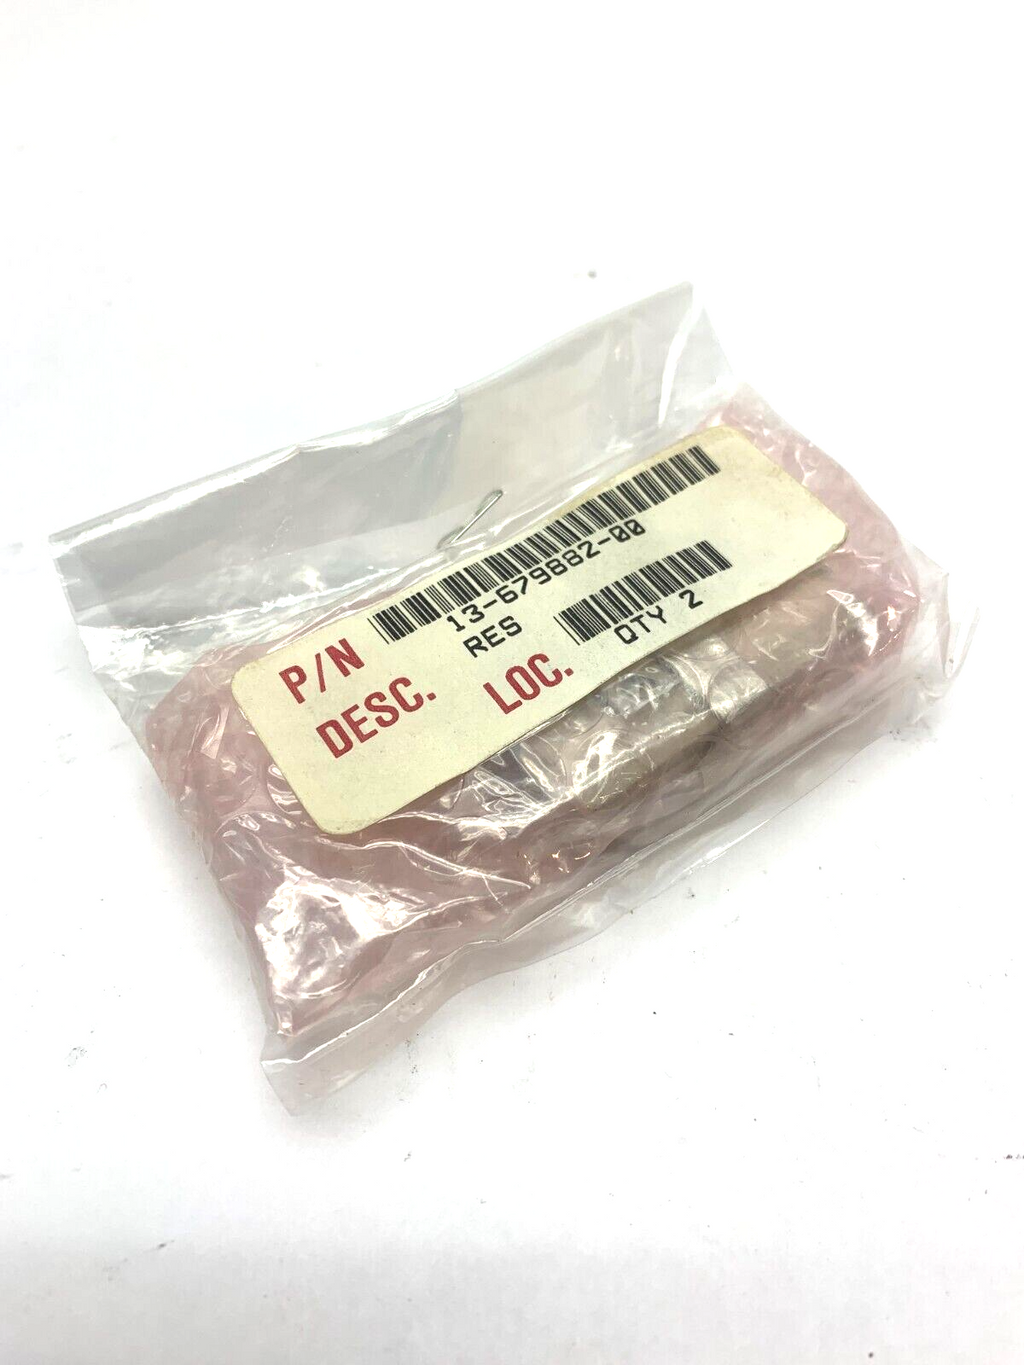 P/N 13-679882-00
DESC. RES
LOC. QTY 2